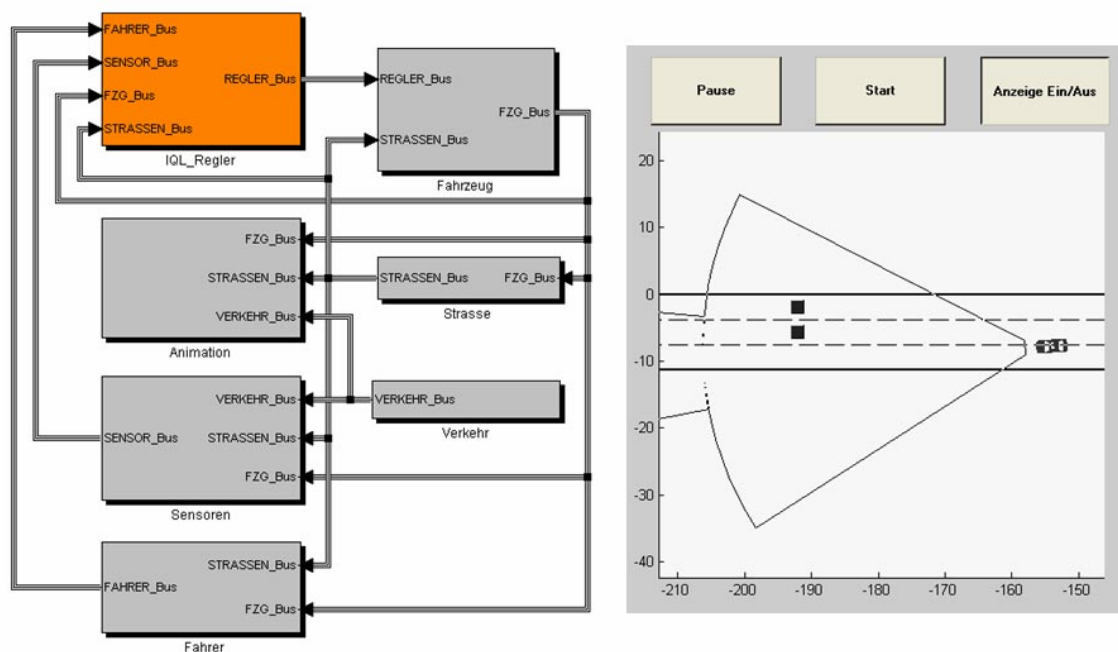 FAHRER_Bus
SENSOR_Bus
REGLER_Bus
FZG_Bus
STRASSEN_Bus
IQL_Regler
REGLER_Bus
FZG_Bus
STRASSEN_Bus
Fahrzeug
FZG_Bus
STRASSEN_Bus
VERKEHR_Bus
Animation
STRASSEN_Bus
FZG_Bus
Strasse
VERKEHR_Bus
SENSOR_Bus
STRASSEN_Bus
FZG_Bus
Sensoren
VERKEHR_Bus
Verkehr
STRASSEN_Bus
FAHRER_Bus
FZG_Bus
Fahrer
Pause
Start
Anzeige Ein/Aus
20
10
0
-10
-20
-30
-40
-210
-200
-190
-180
-170
-160
-150